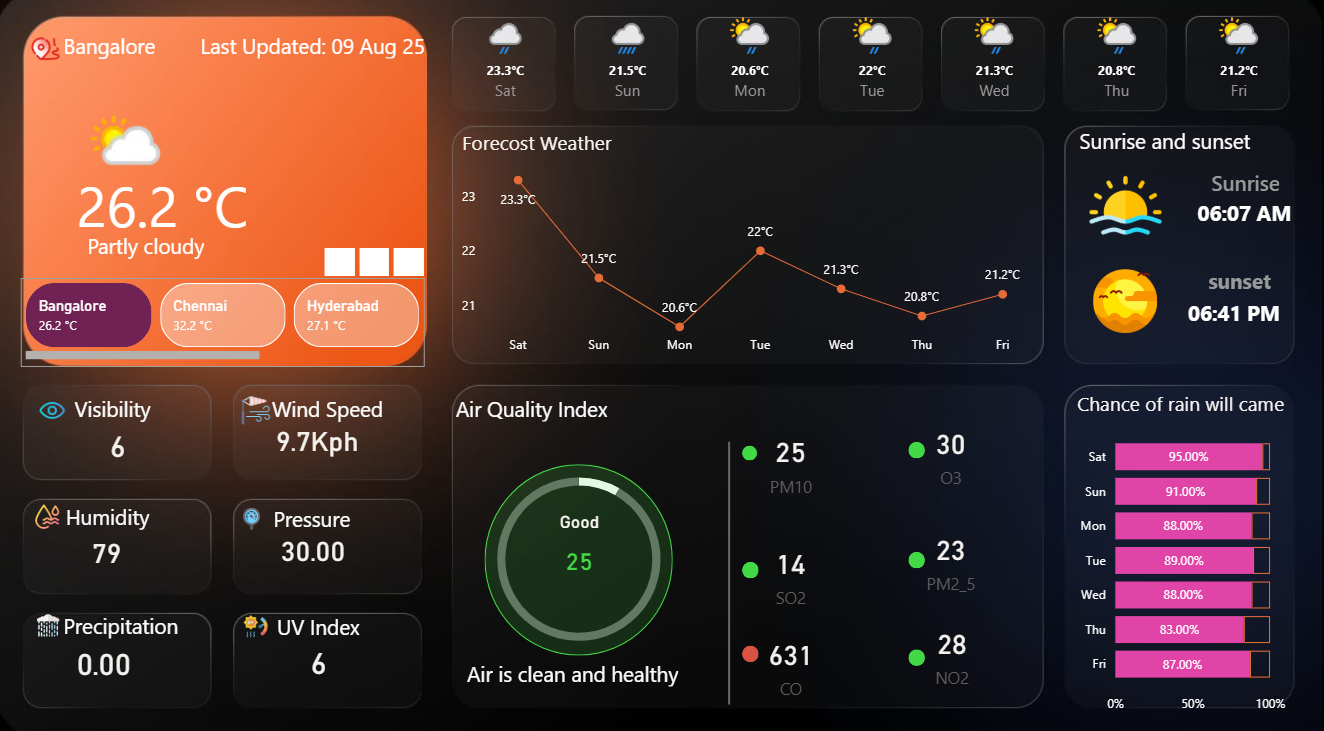 Bangalore
Last Updated: 09 Aug 25
26.2 °C
Partly cloudy
Bangalore
26.2 °C
Chennai
32.2 °C
Hyderabad
27.1 °C
23.3°C
Sat
21.5°C
Sun
20.6°C
Mon
22°C
Tue
21.3°C
Wed
20.8°C
Thu
21.2°C
Fri
Forecost Weather
23
22
21
23.3°C
21.5°C
20.6°C
22°C
21.3°C
20.8°C
21.2°C
Sat Sun Mon Tue Wed Thu Fri
Sunrise and sunset
Sunrise
06:07 AM
sunset
06:41 PM
Visibility
6
Wind Speed
9.7Kph
Humidity
79
Pressure
30.00
Precipitation
0.00
UV Index
6
Air Quality Index
Good
25
Air is clean and healthy
25
PM10
30
O3
14
SO2
23
PM2_5
631
CO
28
NO2
Chance of rain will came
Sat 95.00%
Sun 91.00%
Mon 88.00%
Tue 89.00%
Wed 88.00%
Thu 83.00%
Fri 87.00%
0% 50% 100%